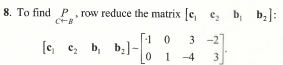 8. To find P C←B , row reduce the matrix [c₁ c₂ b₁ b₂]:
[c₁ c₂ b₁ b₂] ~ [-1 0 3 -2
0 1 -4 3].